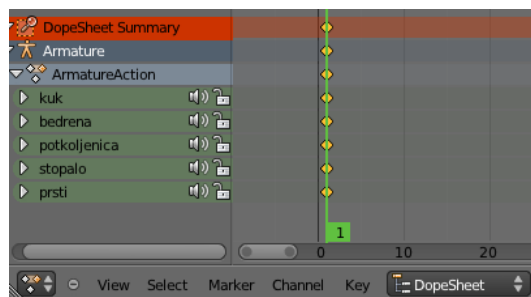 DopeSheet Summary
Armature
ArmatureAction
kuk
bedrena
potkoljenica
stopalo
prsti
1
0 10 20
View Select Marker Channel Key DopeSheet